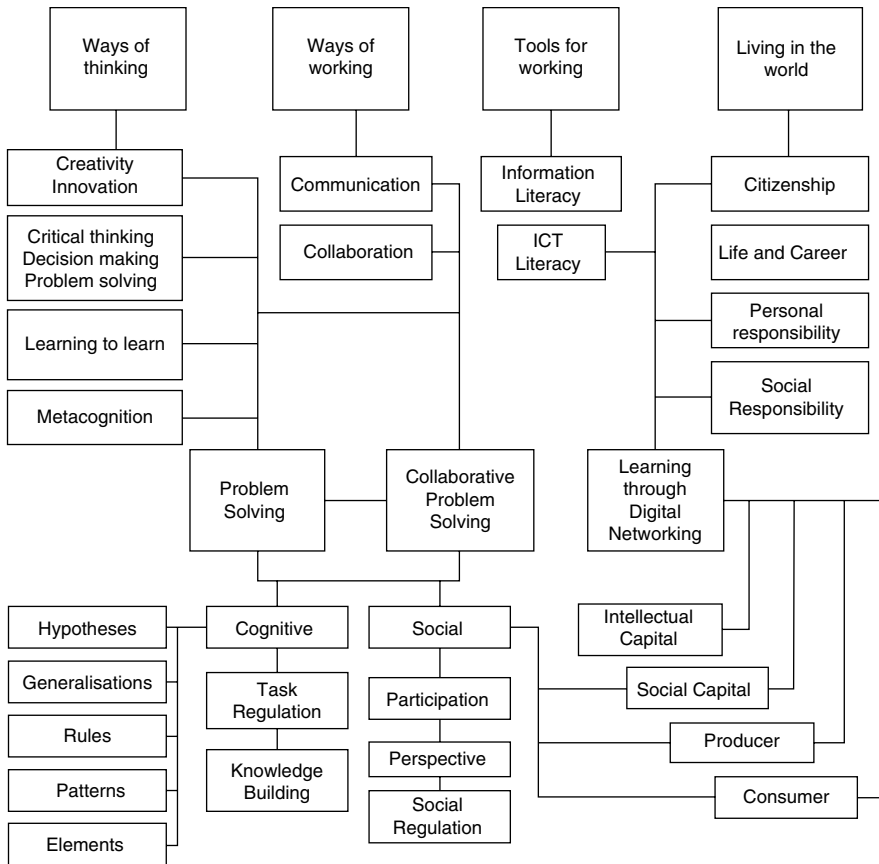 Ways of
thinking
Ways of
working
Tools for
working
Living in the
world
Creativity
Innovation
Communication
Information
Literacy
Citizenship
Critical thinking
Decision making
Problem solving
Collaboration
ICT
Literacy
Life and Career
Learning to learn
Personal
responsibility
Metacognition
Social
Responsibility
Problem
Solving
Collaborative
Problem
Solving
Learning
through
Digital
Networking
Hypotheses
Cognitive
Social
Intellectual
Capital
Generalisations
Task
Regulation
Participation
Social Capital
Rules
Producer
Perspective
Patterns
Knowledge
Building
Consumer
Social
Regulation
Elements